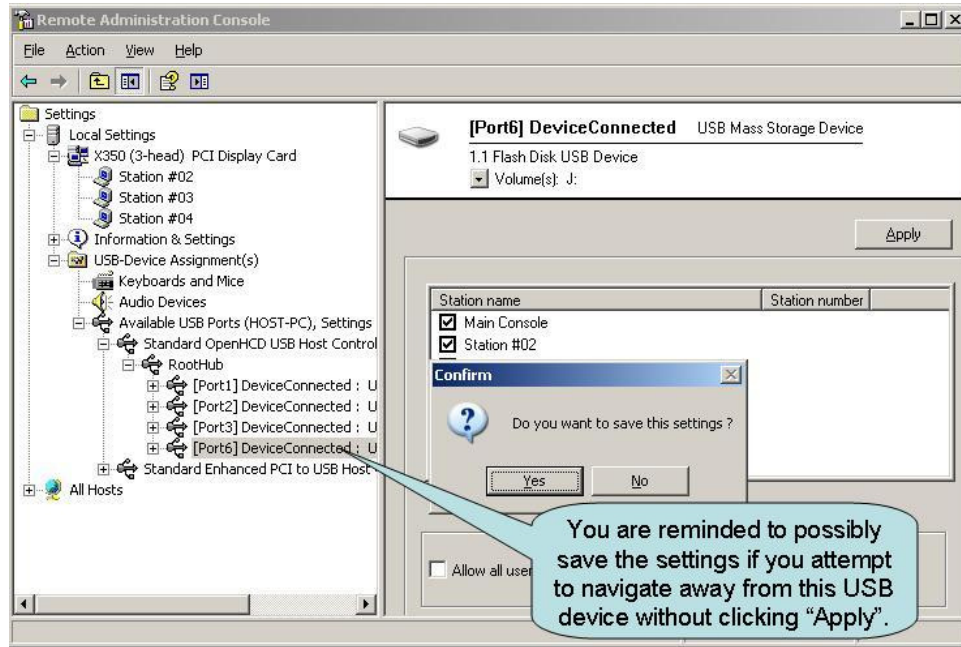 Remote Administration Console
File Action View Help
Settings
Local Settings
X350 (3-head) PCI Display Card
Station #02
Station #03
Station #04
Information & Settings
USB-Device Assignment(s)
Keyboards and Mice
Audio Devices
Available USB Ports (HOST-PC), Settings
Standard OpenHCD USB Host Control
RootHub
[Port1] DeviceConnected : U
[Port2] DeviceConnected : U
[Port3] DeviceConnected : U
[Port6] DeviceConnected : U
Standard Enhanced PCI to USB Host
All Hosts
[Port6] DeviceConnected USB Mass Storage Device
1.1 Flash Disk USB Device
Volume(s): J:
Apply
Station name Station number
Main Console
Station #02
Confirm
Do you want to save this settings ?
Yes No
Allow all user
You are reminded to possibly
save the settings if you attempt
to navigate away from this USB
device without clicking “Apply”.